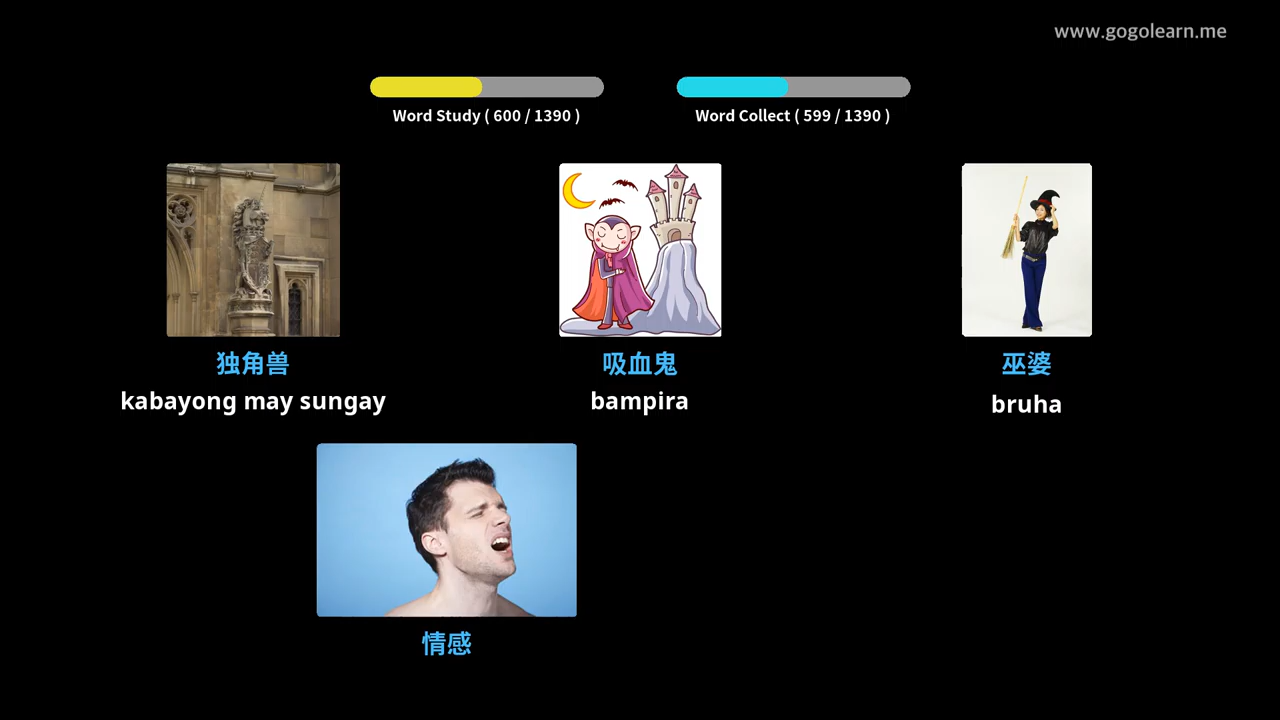 www.gogolearn.me
Word Study ( 600 / 1390 )
Word Collect ( 599 / 1390 )
独角兽
kabayong may sungay
吸血鬼
bampira
巫婆
bruha
情感